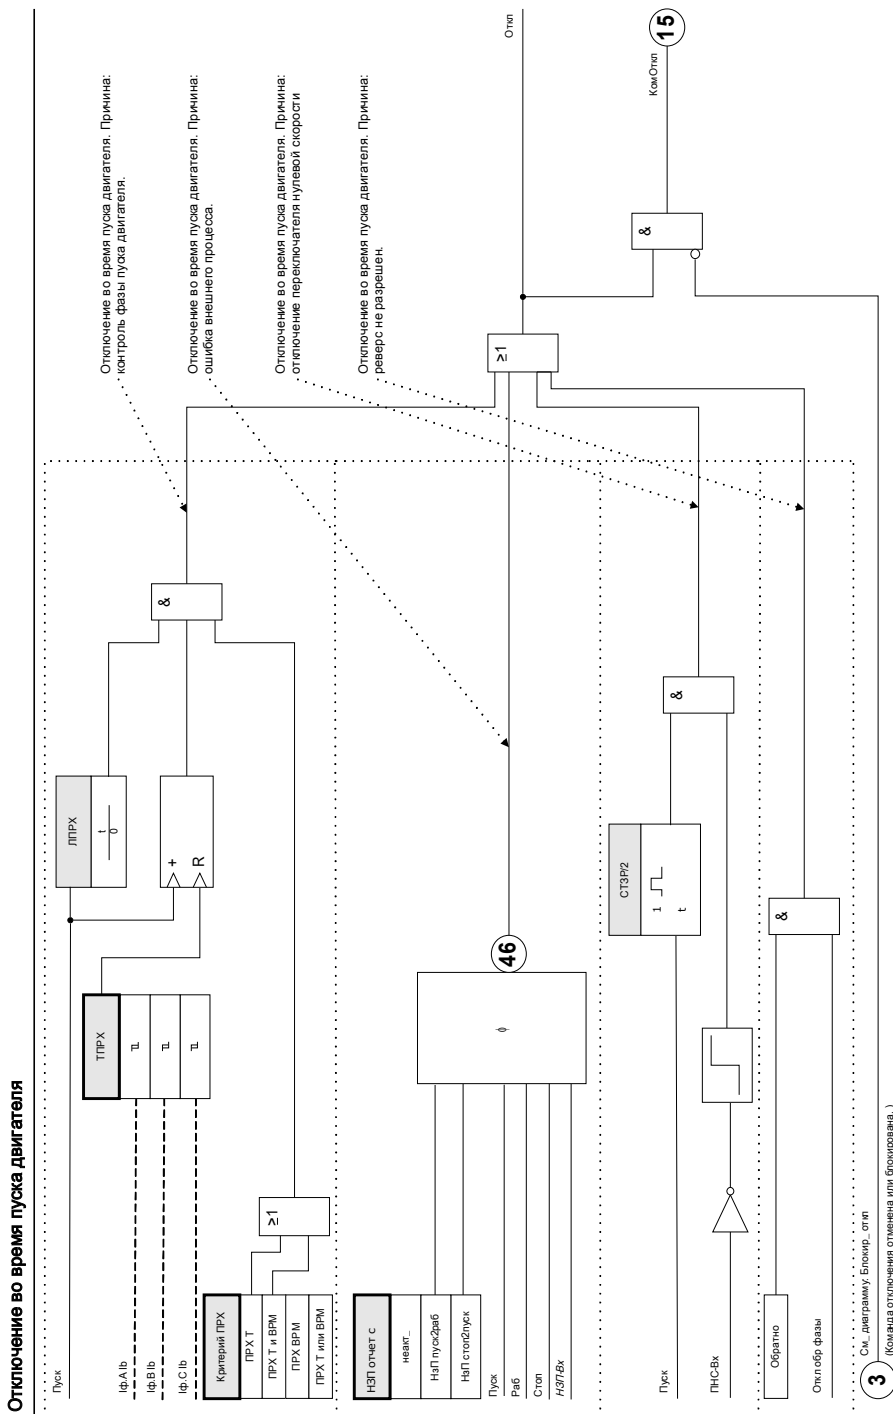 Отключение во время пуска двигателя
Пуск
Iф.A Ib
Iф.B Ib
Iф.C Ib
ТПРХ
ЛПРХ
t
0
+
R
&
Критерий ПРХ
ПРХ Т
ПРХ Т и ВРМ
ПРХ ВРМ
ПРХ Т или ВРМ
≥1
Отключение во время пуска двигателя. Причина:
контроль фазы пуска двигателя.
Отключение во время пуска двигателя. Причина:
ошибка внешнего процесса.
Отключение во время пуска двигателя. Причина:
отключение переключателя нулевой скорости
Отключение во время пуска двигателя. Причина:
реверс не разрешен.
НЗП отчет с
неакт_
НзП пуск2раб
НзП стоп2пуск
Пуск
Раб
Стоп
НЗП-Вх
ϕ
46
≥1
Откл
Пуск
ПНС-Вх
СТЗР/2
1
t
&
Обратно
Откл обр фазы
&
&
КомОткл
15
3
См_ диаграмму. Блокир_ откл
(Команда отключения отменена или блокирована. )